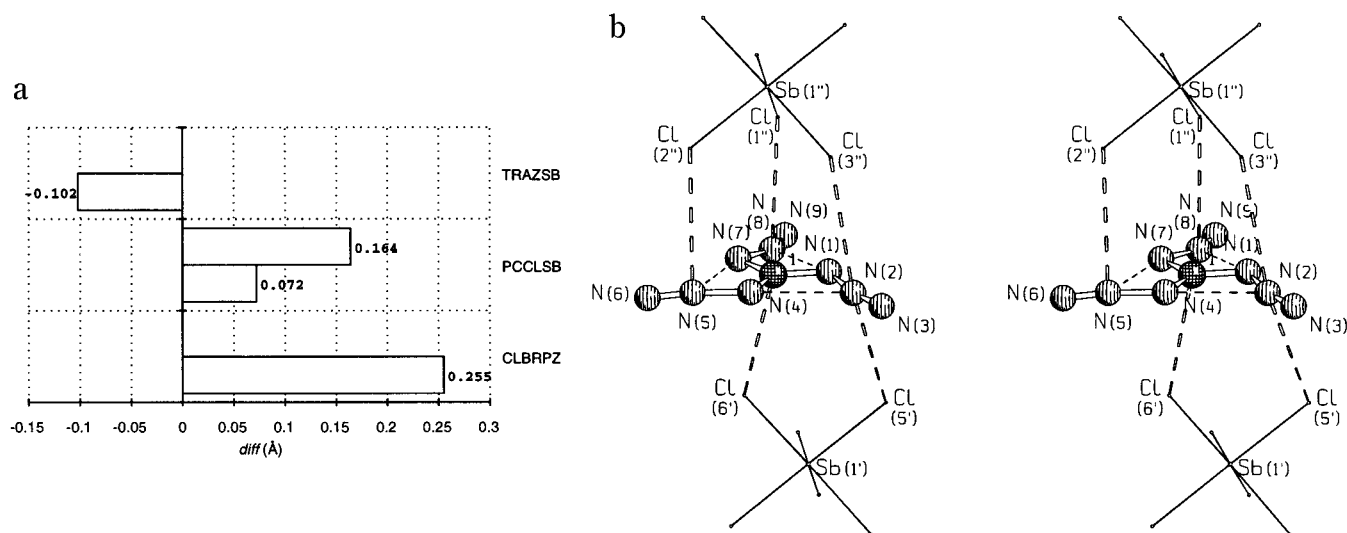 a
TRAZSB
-0.102
0.164
PCCLSB
0.072
CLBRPZ
0.255
-0.15 -0.1 -0.05 0 0.05 0.1 0.15 0.2 0.25 0.3
diff (Å)
b
Sb(1'')
Cl (2'')
Cl (1'')
Cl (3'')
N (8)
N(9)
N(7)
N(1)
1
N(2)
N(6)
N(5)
N(4)
N(3)
Cl (6')
Cl (5')
Sb(1')
Sb(1'')
Cl (2'')
Cl (1'')
Cl (3'')
N (8)
N(9)
N(7)
N(1)
1
N(2)
N(6)
N(5)
N(4)
N(3)
Cl (6')
Cl (5')
Sb(1')